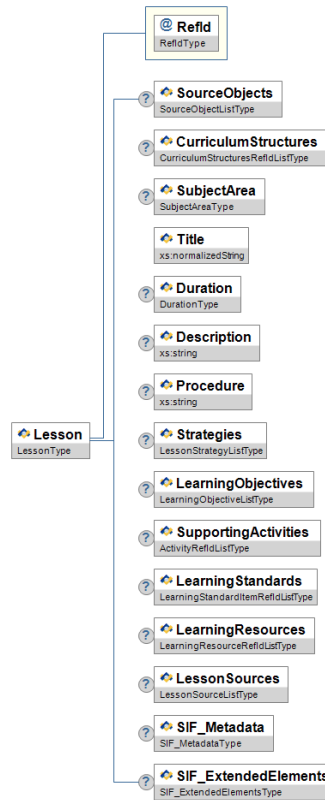 @ RefId
RefIdType
? SourceObjects
SourceObjectListType
? CurriculumStructures
CurriculumStructuresRefIdListType
? SubjectArea
SubjectAreaType
Title
xs:normalizedString
? Duration
DurationType
? Description
xs:string
? Procedure
xs:string
Lesson
LessonType
? Strategies
LessonStrategyListType
? LearningObjectives
LearningObjectiveListType
? SupportingActivities
ActivityRefIdListType
? LearningStandards
LearningStandardItemRefIdListType
? LearningResources
LearningResourceRefIdListType
? LessonSources
LessonSourceListType
? SIF_Metadata
SIF_MetadataType
? SIF_ExtendedElements
SIF_ExtendedElementsType